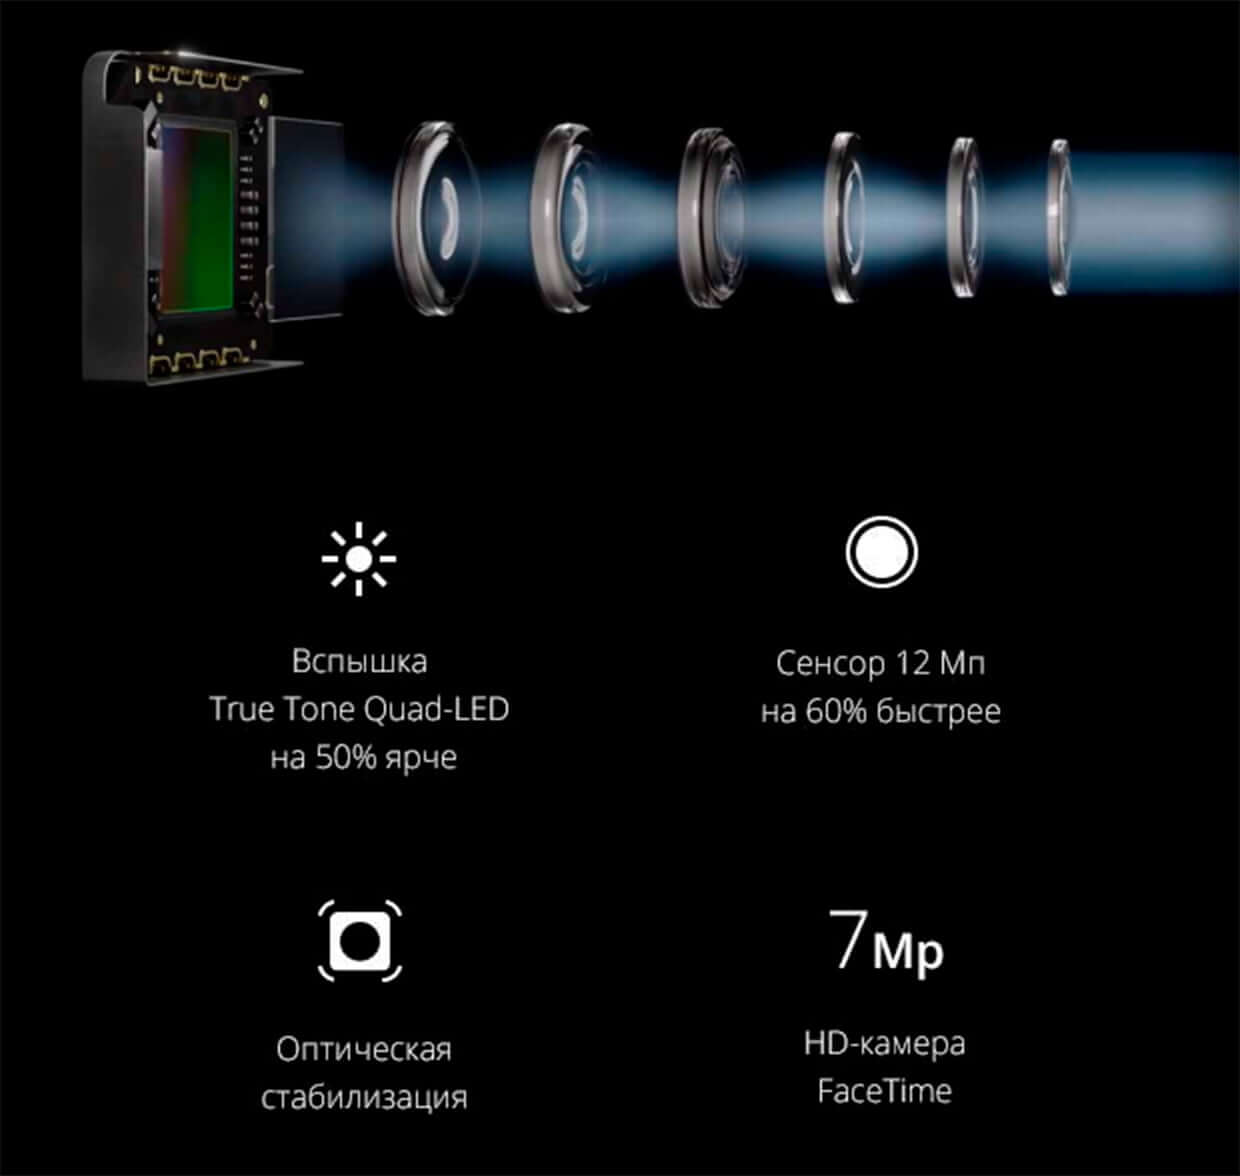 Вспышка
True Tone Quad-LED
на 50% ярче
Сенсор 12 Мп
на 60% быстрее
Оптическая
стабилизация
7Mp
HD-камера
FaceTime